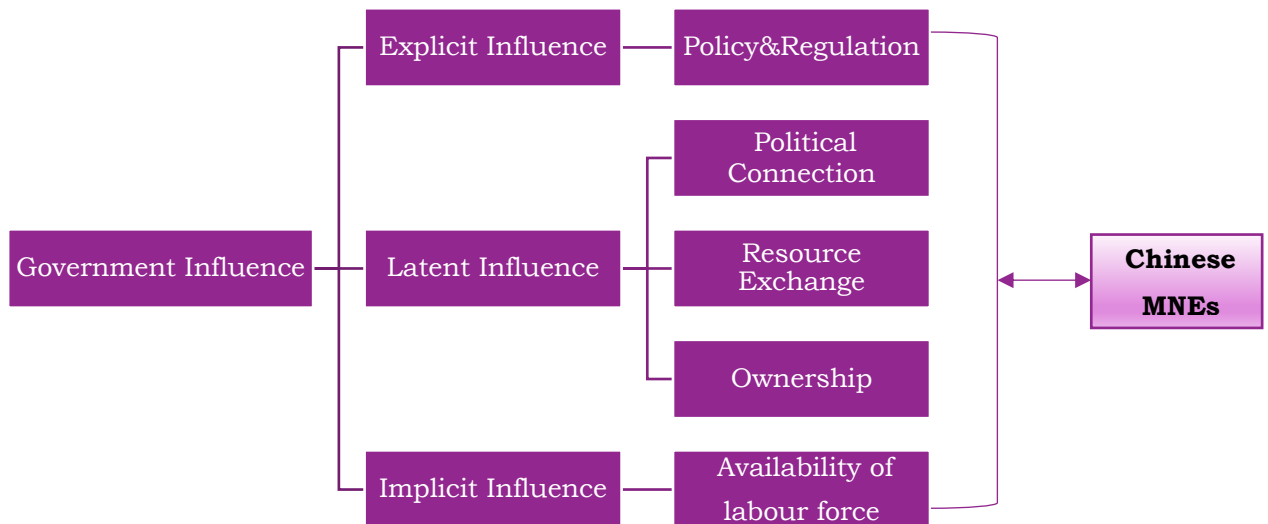 Explicit Influence
Policy&Regulation
Political
Connection
Government Influence
Latent Influence
Resource
Exchange
Chinese
MNEs
Ownership
Implicit Influence
Availability of
labour force